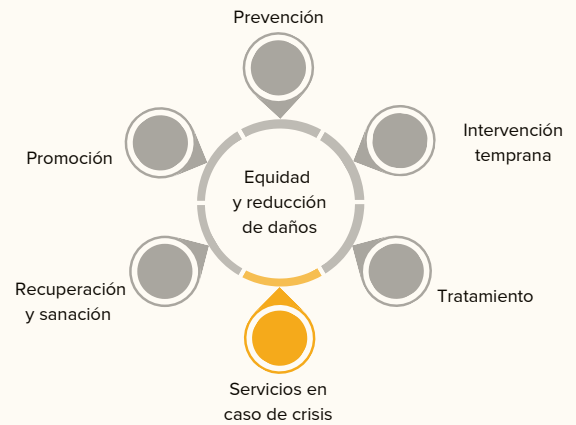 Prevención
Intervención
temprana
Promoción
Equidad
y reducción
de daños
Recuperación
y sanación
Tratamiento
Servicios en
caso de crisis